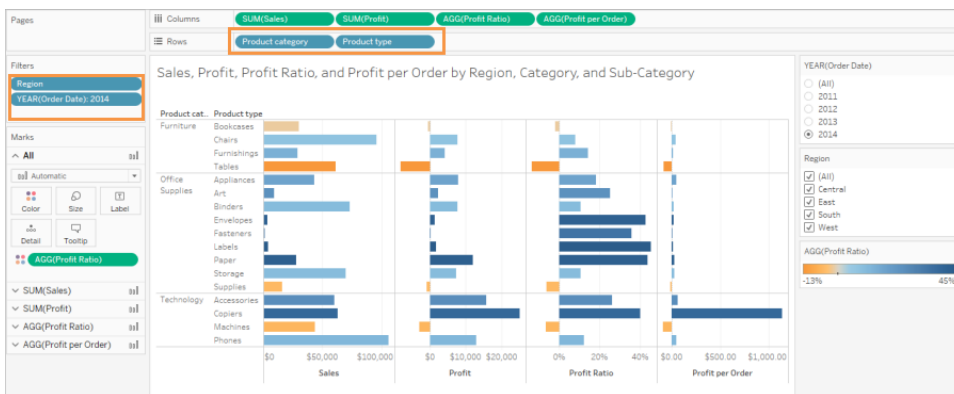 Pages
Columns SUM(Sales) SUM(Profit) AGG(Profit Ratio) AGG(Profit per Order)
Rows Product category Product type
Filters
Region
YEAR(Order Date): 2014
Marks
All
Automatic
Color Size Label
Detail Tooltip
AGG(Profit Ratio)
SUM(Sales)
SUM(Profit)
AGG(Profit Ratio)
AGG(Profit per Order)
Sales, Profit, Profit Ratio, and Profit per Order by Region, Category, and Sub-Category
Product cat.. Product type
Furniture Bookcases
Chairs
Furnishings
Tables
Office Supplies Appliances
Art
Binders
Envelopes
Fasteners
Labels
Paper
Storage
Supplies
Technology Accessories
Copiers
Machines
Phones
$0 $50,000 $100,000 $0 $10,000 $20,000 0% 20% 40% $0.00 $500.00 $1,000.00
Sales Profit Profit Ratio Profit per Order
YEAR(Order Date)
(All)
2011
2012
2013
2014
Region
(All)
Central
East
South
West
AGG(Profit Ratio)
-13% 45%